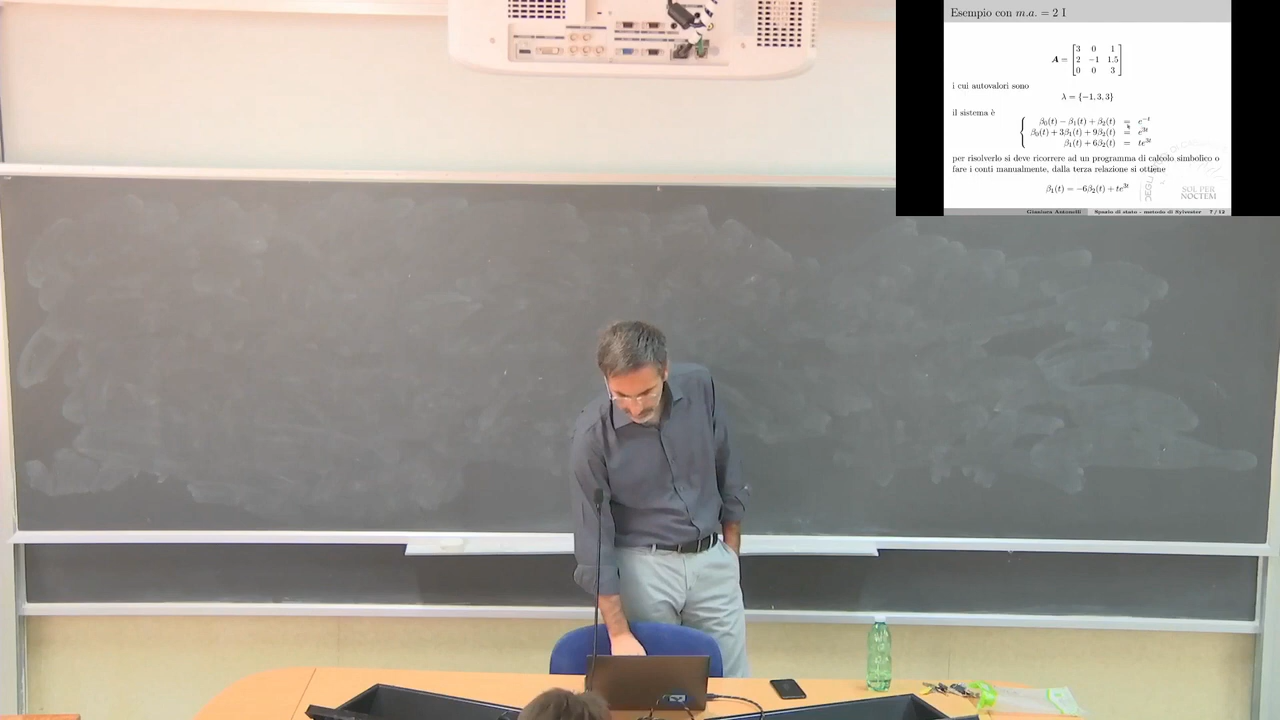 Esempio con m.a. = 2 I
A = [3 0 1
2 −1 1.5
0 0 3]
i cui autovalori sono
λ = {−1, 3, 3}
il sistema è
β₀(t) − β₁(t) + β₂(t) = e^{−t}
β₀(t) + 3β₁(t) + 9β₂(t) = e^{3t}
β₁(t) + 6β₂(t) = te^{3t}
per risolverlo si deve ricorrere ad un programma di calcolo simbolico o
fare i conti manualmente, dalla terza relazione si ottiene
β₁(t) = −6β₂(t) + te^{3t}
SOL PER
NOCTEM
Gianluca Antonelli Spazio di stato - metodo di Sylvester 7 / 12